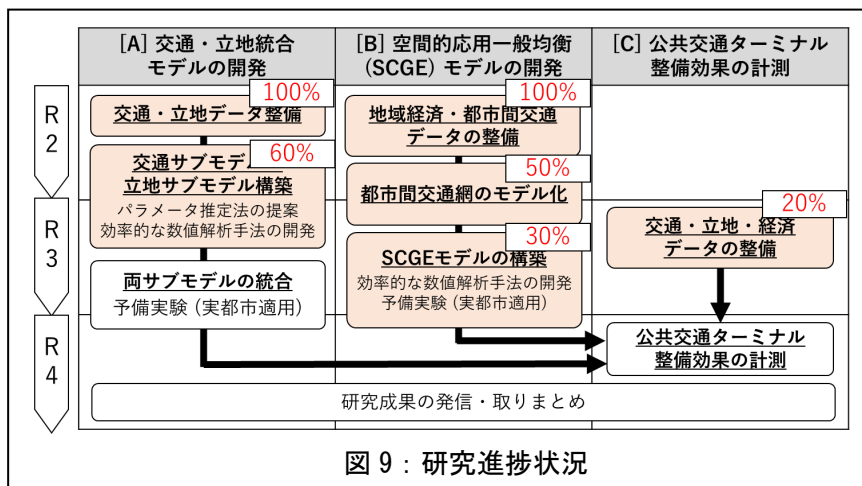 [A] 交通・立地統合
モデルの開発
[B] 空間的応用一般均衡
(SCGE) モデルの開発
[C] 公共交通ターミナル
整備効果の計測
R
2
R
3
R
4
100%
交通・立地データ整備
60%
交通サブモデル
立地サブモデル構築
パラメータ推定法の提案
効率的な数値解析手法の開発
両サブモデルの統合
予備実験 (実都市適用)
100%
地域経済・都市間交通
データの整備
50%
都市間交通網のモデル化
30%
SCGEモデルの構築
効率的な数値解析手法の開発
予備実験 (実都市適用)
20%
交通・立地・経済
データの整備
公共交通ターミナル
整備効果の計測
研究成果の発信・取りまとめ
図 9：研究進捗状況